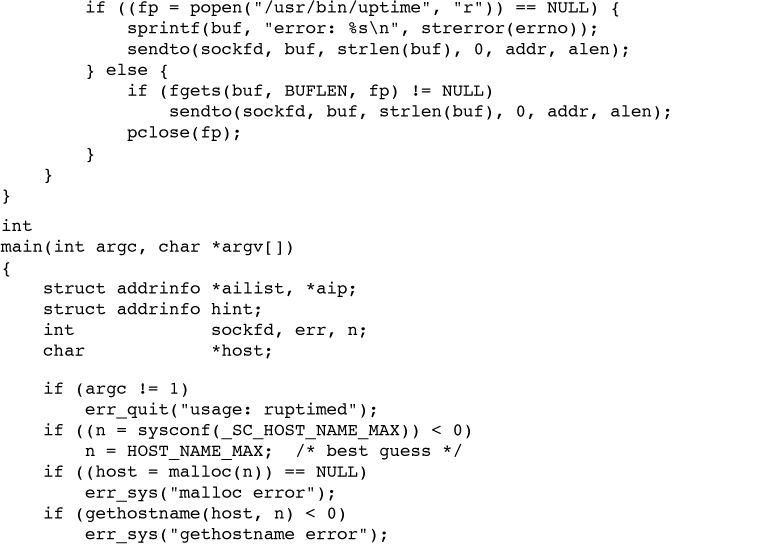 if ((fp = popen("/usr/bin/uptime", "r")) == NULL) {
            sprintf(buf, "error: %s\n", strerror(errno));
            sendto(sockfd, buf, strlen(buf), 0, addr, alen);
        } else {
            if (fgets(buf, BUFLEN, fp) != NULL)
                sendto(sockfd, buf, strlen(buf), 0, addr, alen);
            pclose(fp);
        }
    }
}
int
main(int argc, char *argv[])
{
    struct addrinfo *ailist, *aip;
    struct addrinfo hint;
    int             sockfd, err, n;
    char            *host;
    if (argc != 1)
        err_quit("usage: ruptimed");
    if ((n = sysconf(_SC_HOST_NAME_MAX)) < 0)
        n = HOST_NAME_MAX;  /* best guess */
    if ((host = malloc(n)) == NULL)
        err_sys("malloc error");
    if (gethostname(host, n) < 0)
        err_sys("gethostname error");